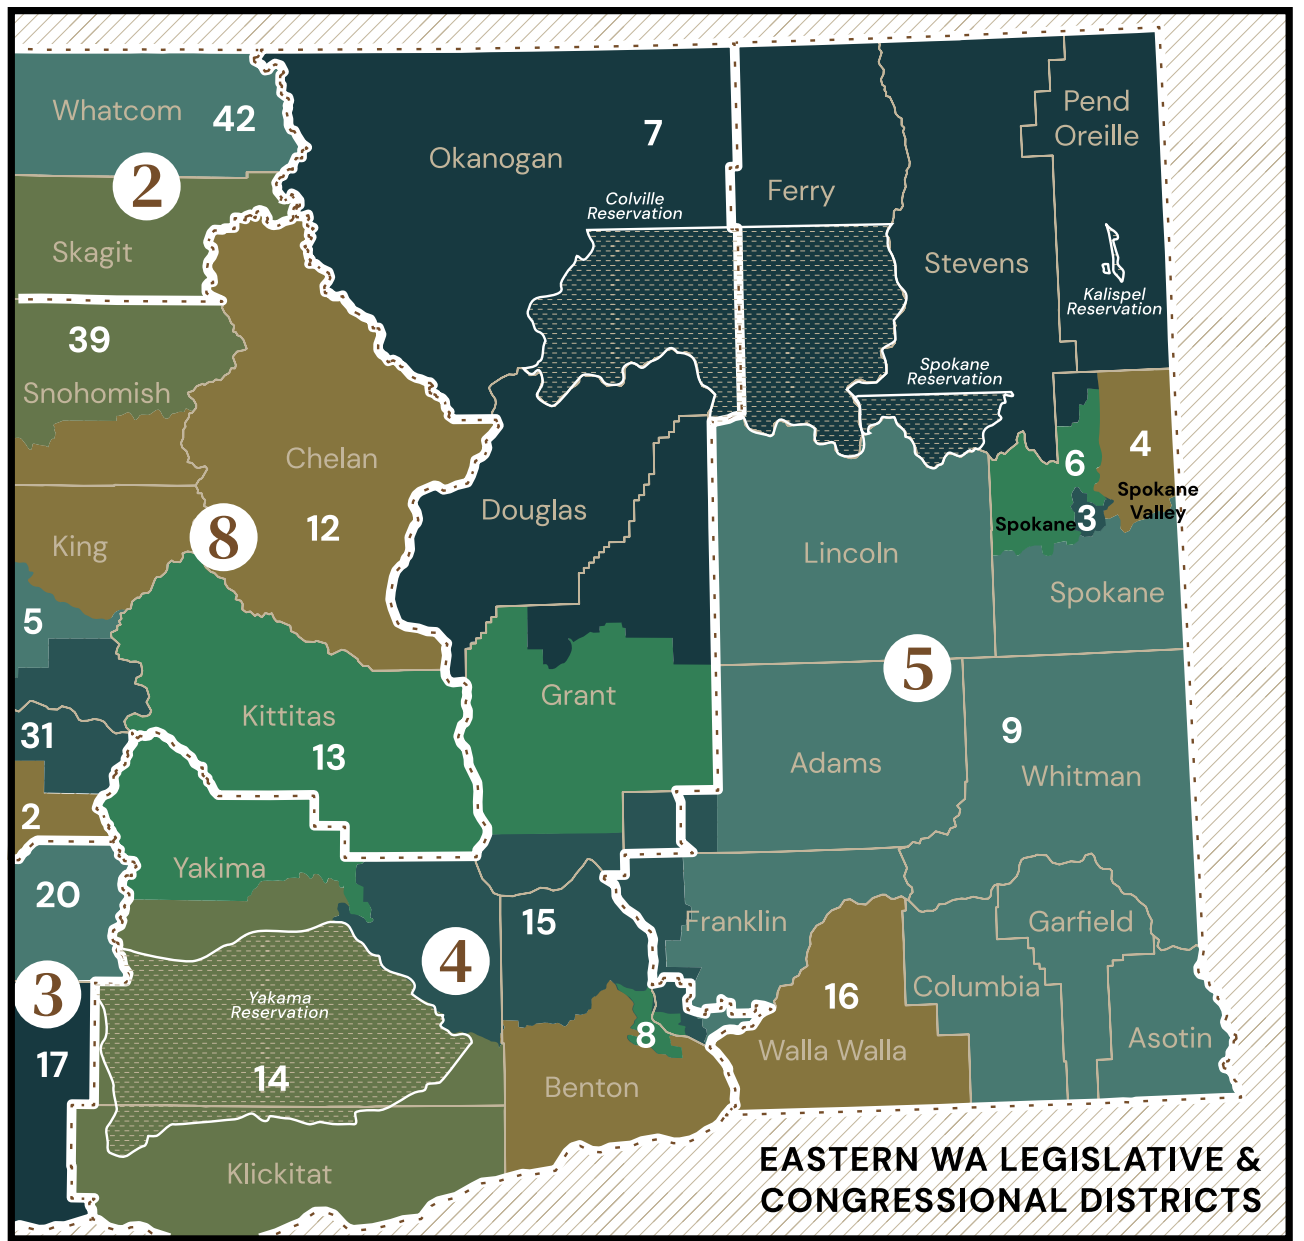 Whatcom
42
7
Pend
Oreille
Okanogan
2
Ferry
Colville
Reservation
Skagit
Stevens
Kalispel
Reservation
39
Spokane
Reservation
Snohomish
4
Chelan
6
Spokane
Valley
Douglas
3
Spokane
12
8
King
Lincoln
Spokane
5
5
Grant
Kittitas
9
31
13
Adams
Whitman
2
Yakima
20
15
Franklin
Garfield
4
3
Columbia
Yakama
Reservation
16
8
Asotin
17
Walla Walla
14
Benton
Klickitat
EASTERN WA LEGISLATIVE &
CONGRESSIONAL DISTRICTS